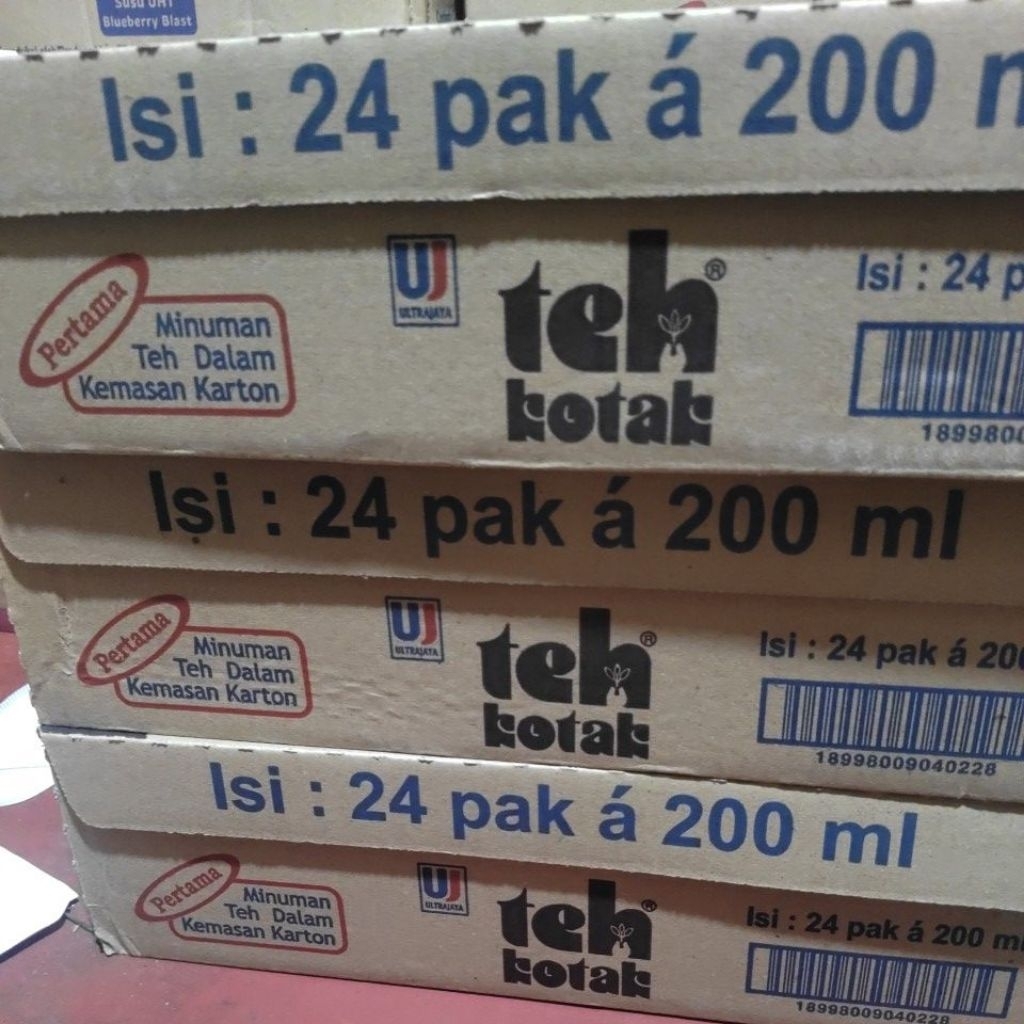 Susu UHT
Blueberry Blast
Isi : 24 pak á 200 m
Pertama
Minuman
Teh Dalam
Kemasan Karton
UJ
ULTRAJAYA
teh®
kotak
Isi : 24 p
1899800
Isi : 24 pak á 200 ml
Pertama
Minuman
Teh Dalam
Kemasan Karton
UJ
ULTRAJAYA
teh®
kotak
Isi : 24 pak á 200
18998009040228
Isi : 24 pak á 200 ml
Pertama
Minuman
Teh Dalam
Kemasan Karton
UJ
ULTRAJAYA
teh®
kotak
Isi : 24 pak á 200 ml
18998009040228